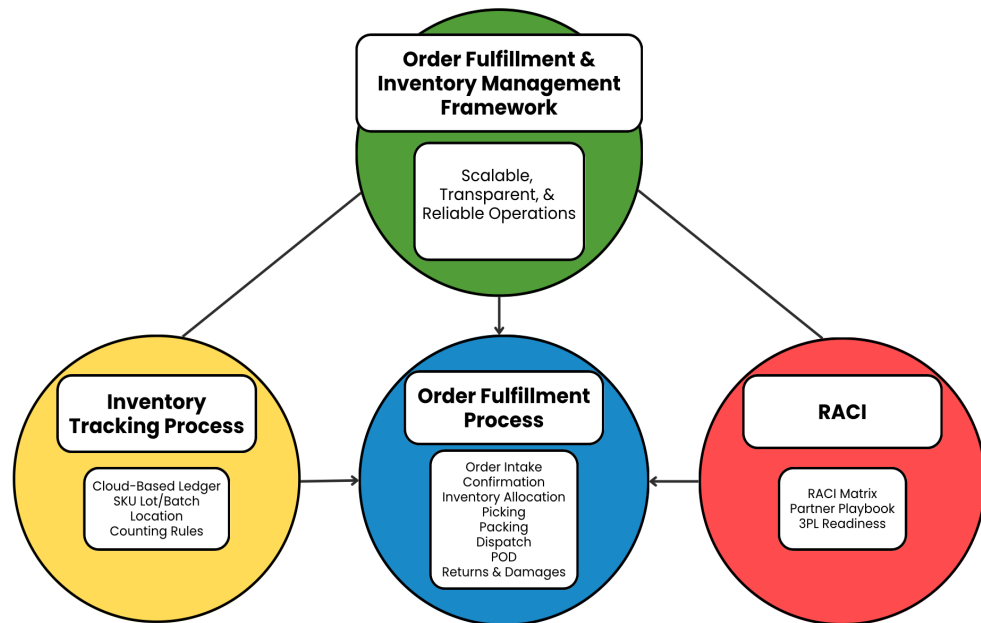 Order Fulfillment &
Inventory Management
Framework
Scalable,
Transparent, &
Reliable Operations
Inventory
Tracking Process
Cloud-Based Ledger
SKU Lot/Batch
Location
Counting Rules
Order Fulfillment
Process
Order Intake
Confirmation
Inventory Allocation
Picking
Packing
Dispatch
POD
Returns & Damages
RACI
RACI Matrix
Partner Playbook
3PL Readiness